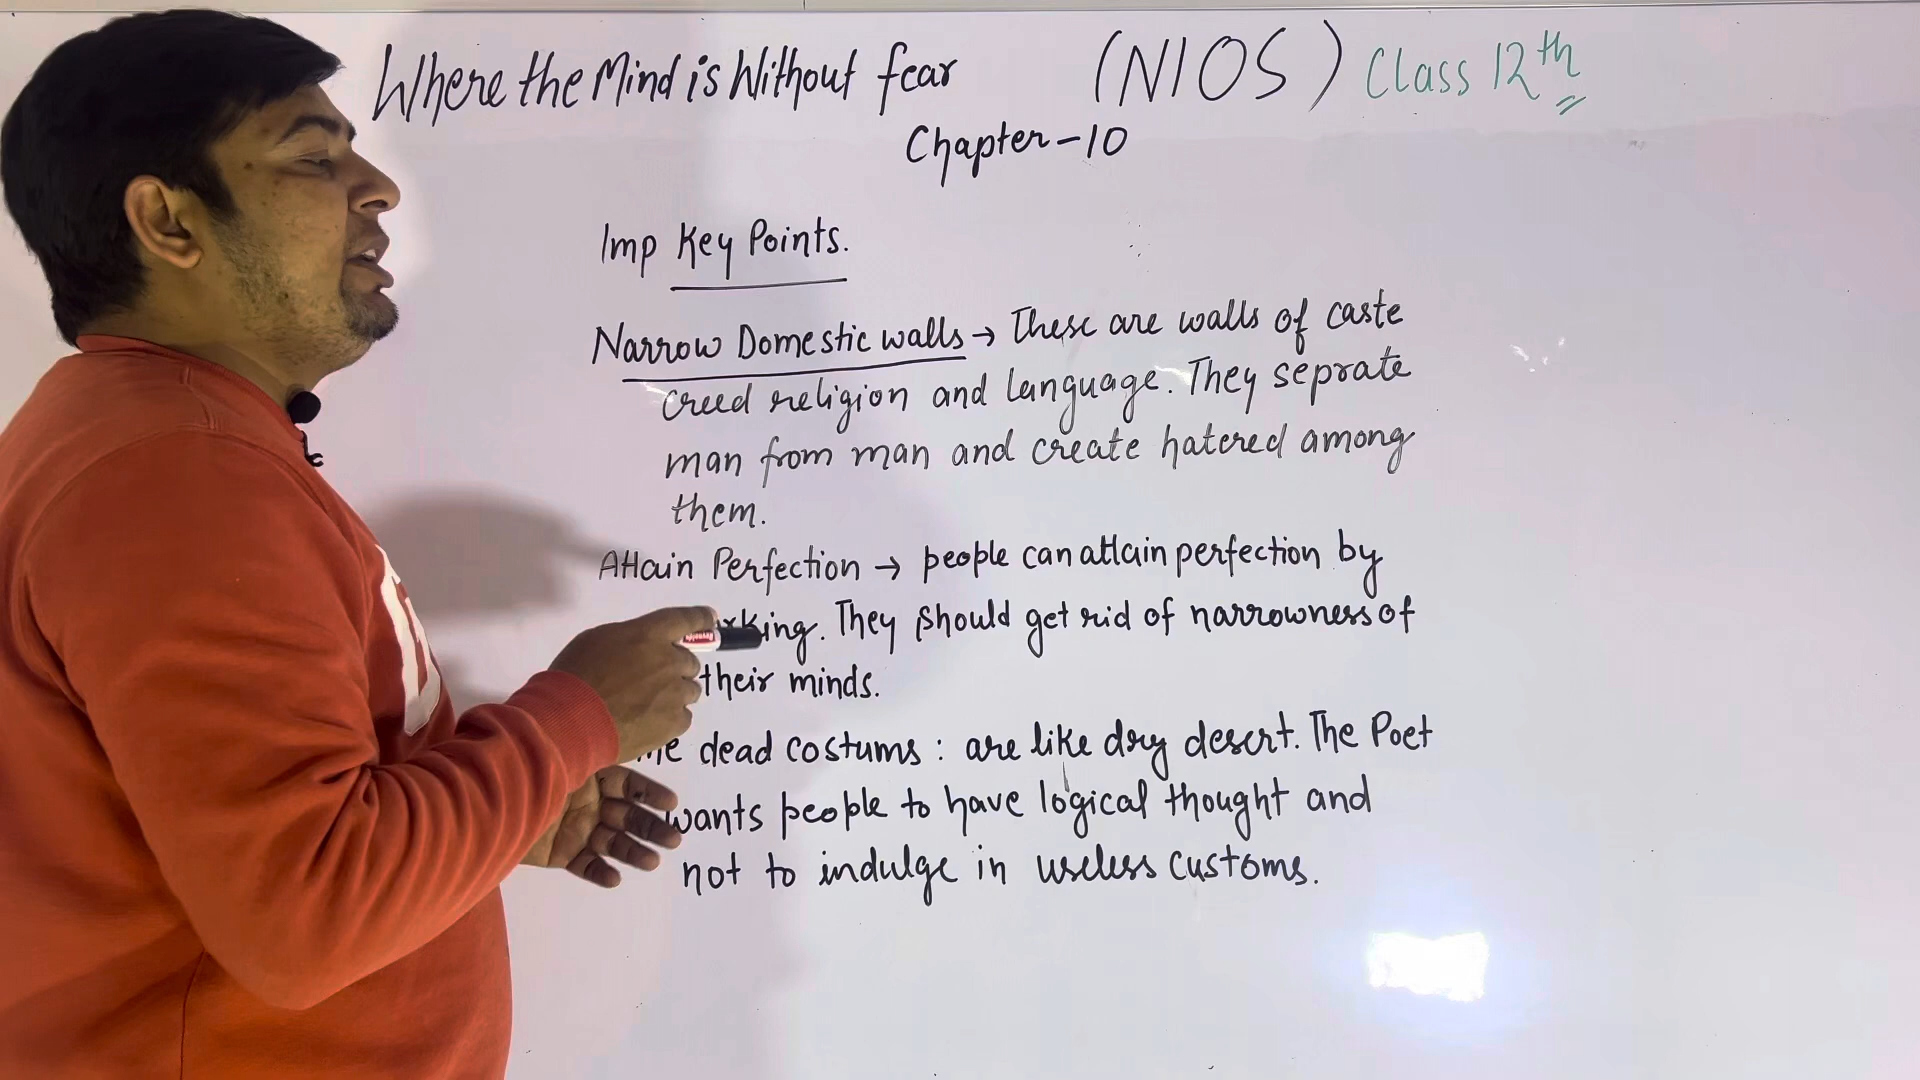 Where the Mind is Without fear (NIOS) Class 12th
Chapter-10
Imp Key Points.
Narrow Domestic walls → These are walls of caste
creed religion and language. They seprate
man from man and create hatered among
them.
Attain Perfection → people can attain perfection by
They should get rid of narrowness of
their minds.
dead costums : are like dry desert. The Poet
wants people to have logical thought and
not to indulge in useless customs.